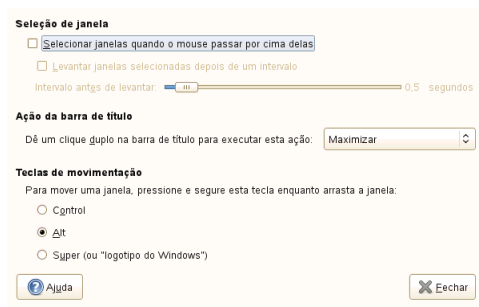 Seleção de janela
Selecionar janelas quando o mouse passar por cima delas
Levantar janelas selecionadas depois de um intervalo
Intervalo antes de levantar: 0,5 segundos
Ação da barra de título
Dê um clique duplo na barra de título para executar esta ação: Maximizar
Teclas de movimentação
Para mover uma janela, pressione e segure esta tecla enquanto arrasta a janela:
Control
Alt
Super (ou "logotipo do Windows")
Ajuda Fechar